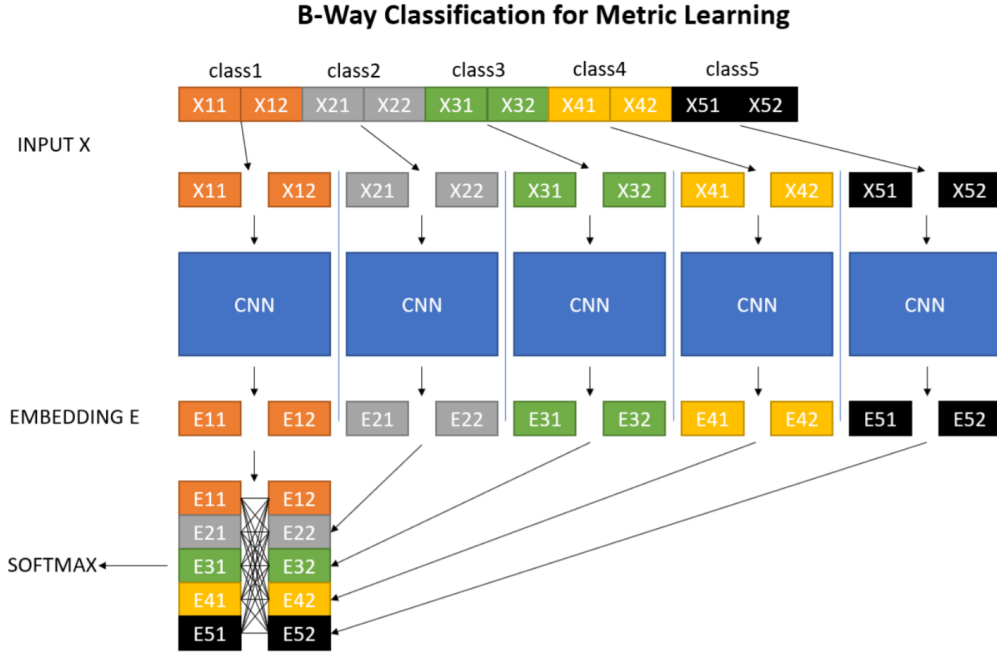 B-Way Classification for Metric Learning
class1 class2 class3 class4 class5
X11 X12 X21 X22 X31 X32 X41 X42 X51 X52
INPUT X
X11 X12 X21 X22 X31 X32 X41 X42 X51 X52
CNN CNN CNN CNN CNN
EMBEDDING E E11 E12 E21 E22 E31 E32 E41 E42 E51 E52
E11 E12
E21 E22
SOFTMAX E31 E32
E41 E42
E51 E52